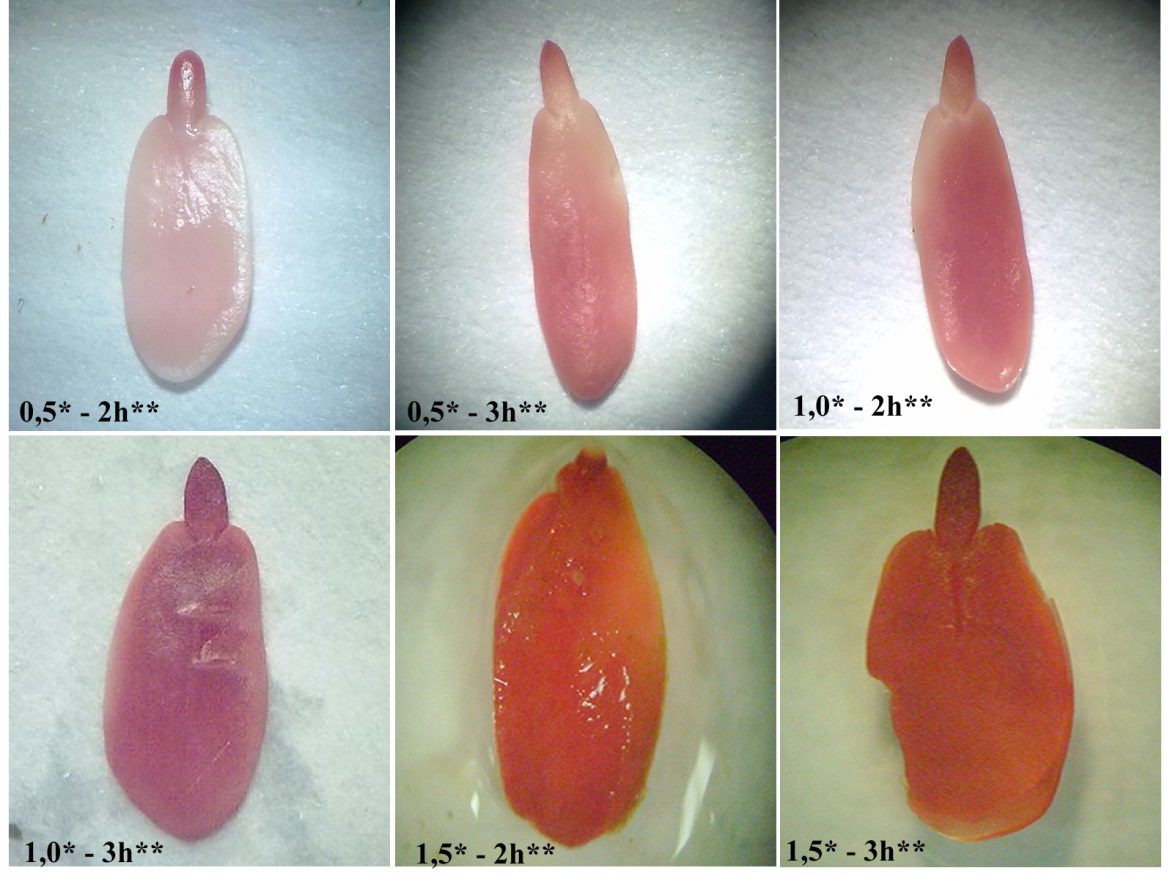 0,5* - 2h**
0,5* - 3h**
1,0* - 2h**
1,0* - 3h**
1,5* - 2h**
1,5* - 3h**